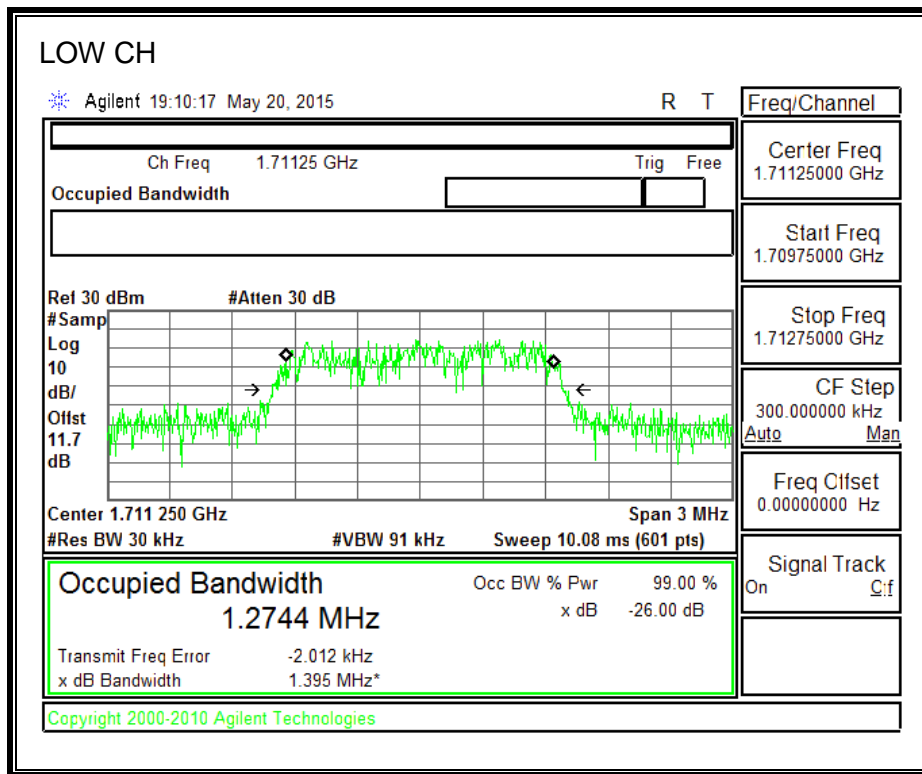 LOW CH
Agilent 19:10:17 May 20, 2015 R T
Freq/Channel
Ch Freq 1.71125 GHz Trig Free
Occupied Bandwidth
Center Freq
1.71125000 GHz
Start Freq
1.70975000 GHz
Stop Freq
1.71275000 GHz
CF Step
300.000000 kHz
Auto Man
Freq Offset
0.00000000 Hz
Signal Track
On Off
Ref 30 dBm #Atten 30 dB
#Samp
Log
10
dB/
Offst
11.7
dB
Center 1.711 250 GHz Span 3 MHz
#Res BW 30 kHz #VBW 91 kHz Sweep 10.08 ms (601 pts)
Occupied Bandwidth Occ BW % Pwr 99.00 %
1.2744 MHz x dB -26.00 dB
Transmit Freq Error -2.012 kHz
x dB Bandwidth 1.395 MHz*
Copyright 2000-2010 Agilent Technologies